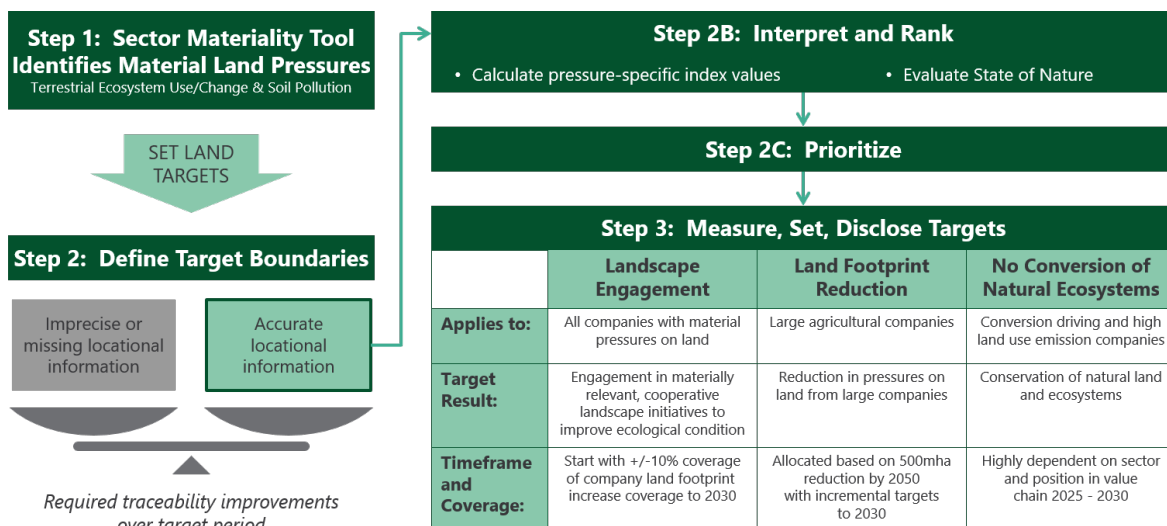 Step 1: Sector Materiality Tool
Identifies Material Land Pressures
Terrestrial Ecosystem Use/Change & Soil Pollution
SET LAND
TARGETS
Step 2: Define Target Boundaries
Imprecise or
missing locational
information
Accurate
locational
information
Required traceability improvements
over target period
Step 2B: Interpret and Rank
• Calculate pressure-specific index values
• Evaluate State of Nature
Step 2C: Prioritize
Step 3: Measure, Set, Disclose Targets
Landscape
Engagement
Land Footprint
Reduction
No Conversion of
Natural Ecosystems
Applies to:
All companies with material
pressures on land
Large agricultural companies
Conversion driving and high
land use emission companies
Target
Result:
Engagement in materially
relevant, cooperative
landscape initiatives to
improve ecological condition
Reduction in pressures on
land from large companies
Conservation of natural land
and ecosystems
Timeframe
and
Coverage:
Start with +/-10% coverage
of company land footprint
increase coverage to 2030
Allocated based on 500mha
reduction by 2050
with incremental targets
to 2030
Highly dependent on sector
and position in value
chain 2025 - 2030